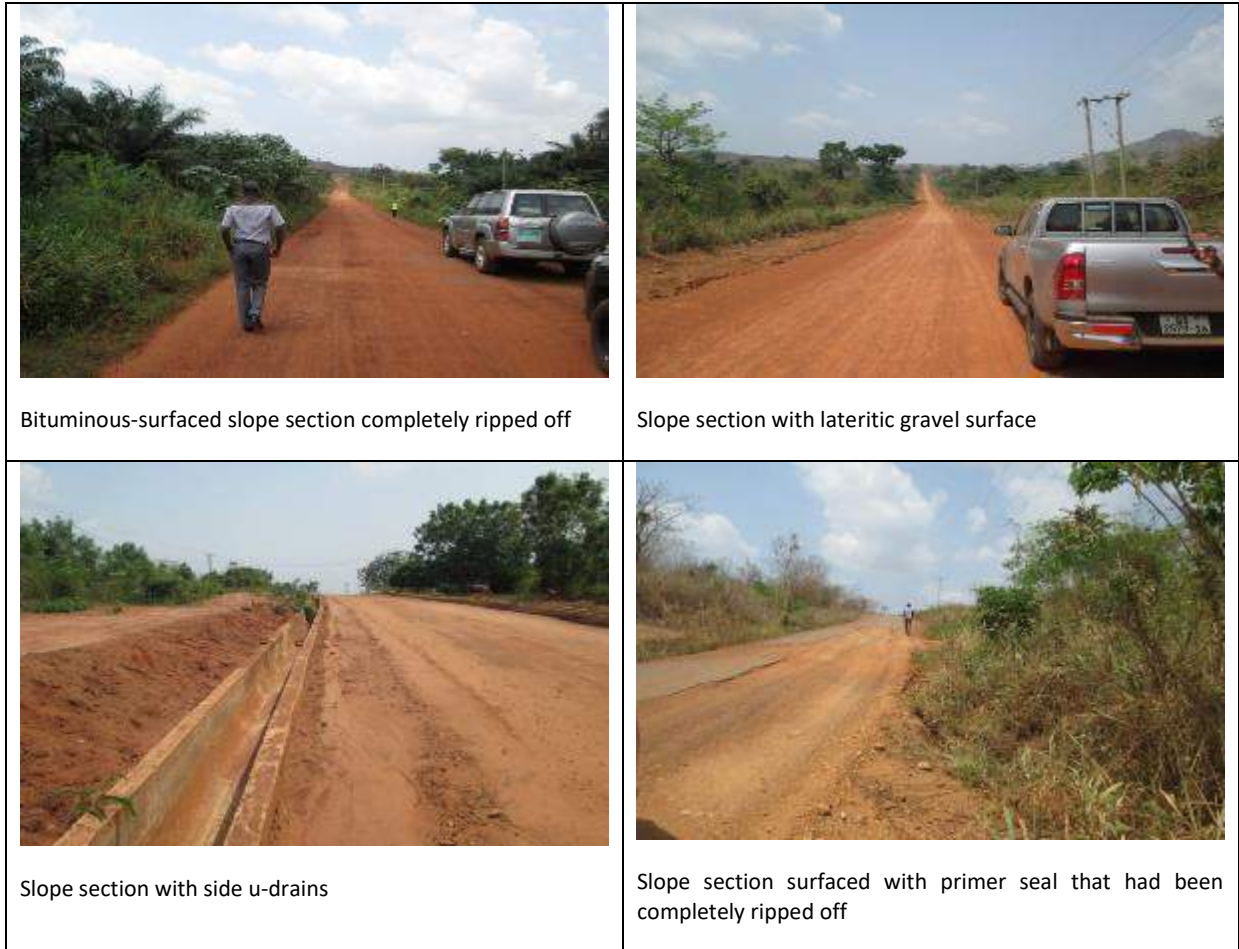 Bituminous-surfaced slope section completely ripped off
Slope section with lateritic gravel surface
Slope section with side u-drains
Slope section surfaced with primer seal that had been
completely ripped off